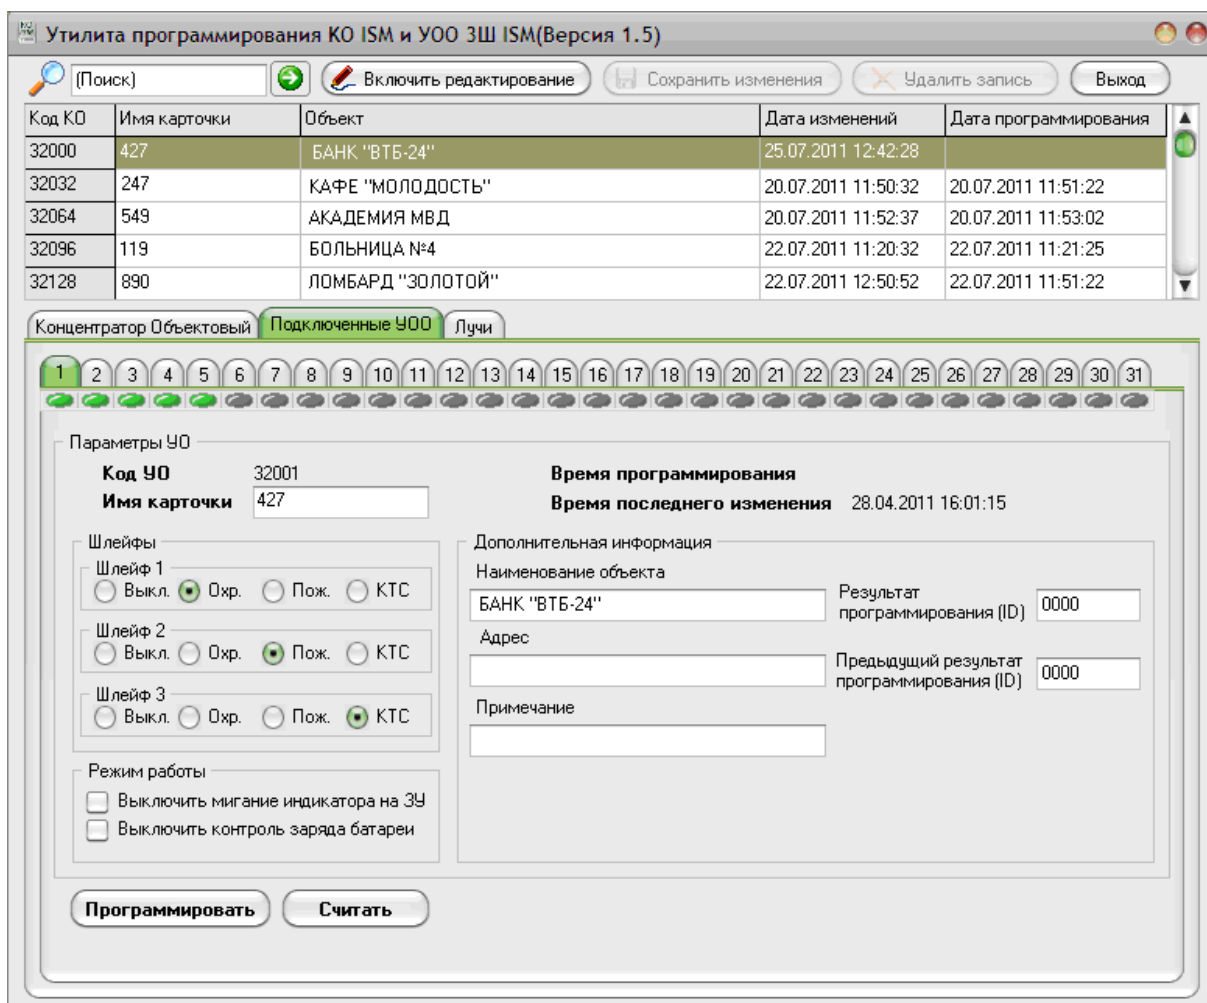 Утилита программирования КО ISM и УОО 3Ш ISM(Версия 1.5)
(Поиск) Включить редактирование Сохранить изменения Удалить запись Выход
Код КО Имя карточки Объект Дата изменений Дата программирования
32000 427 БАНК "ВТБ-24" 25.07.2011 12:42:28
32032 247 КАФЕ "МОЛОДОСТЬ" 20.07.2011 11:50:32 20.07.2011 11:51:22
32064 549 АКАДЕМИЯ МВД 20.07.2011 11:52:37 20.07.2011 11:53:02
32096 119 БОЛЬНИЦА №4 22.07.2011 11:20:32 22.07.2011 11:21:25
32128 890 ЛОМБАРД "ЗОЛОТОЙ" 22.07.2011 12:50:52 22.07.2011 11:51:22
Концентратор Объектовый Подключенные УОО Лучи
1 2 3 4 5 6 7 8 9 10 11 12 13 14 15 16 17 18 19 20 21 22 23 24 25 26 27 28 29 30 31
Параметры УО
Код УО 32001 Время программирования
Имя карточки 427 Время последнего изменения 28.04.2011 16:01:15
Шлейфы
Шлейф 1
Выкл. Охр. Пож. КТС
Шлейф 2
Выкл. Охр. Пож. КТС
Шлейф 3
Выкл. Охр. Пож. КТС
Режим работы
Выключить мигание индикатора на ЗУ
Выключить контроль заряда батареи
Дополнительная информация
Наименование объекта
БАНК "ВТБ-24"
Результат
программирования (ID) 0000
Адрес
Предыдущий результат
программирования (ID) 0000
Примечание
Программировать Считать